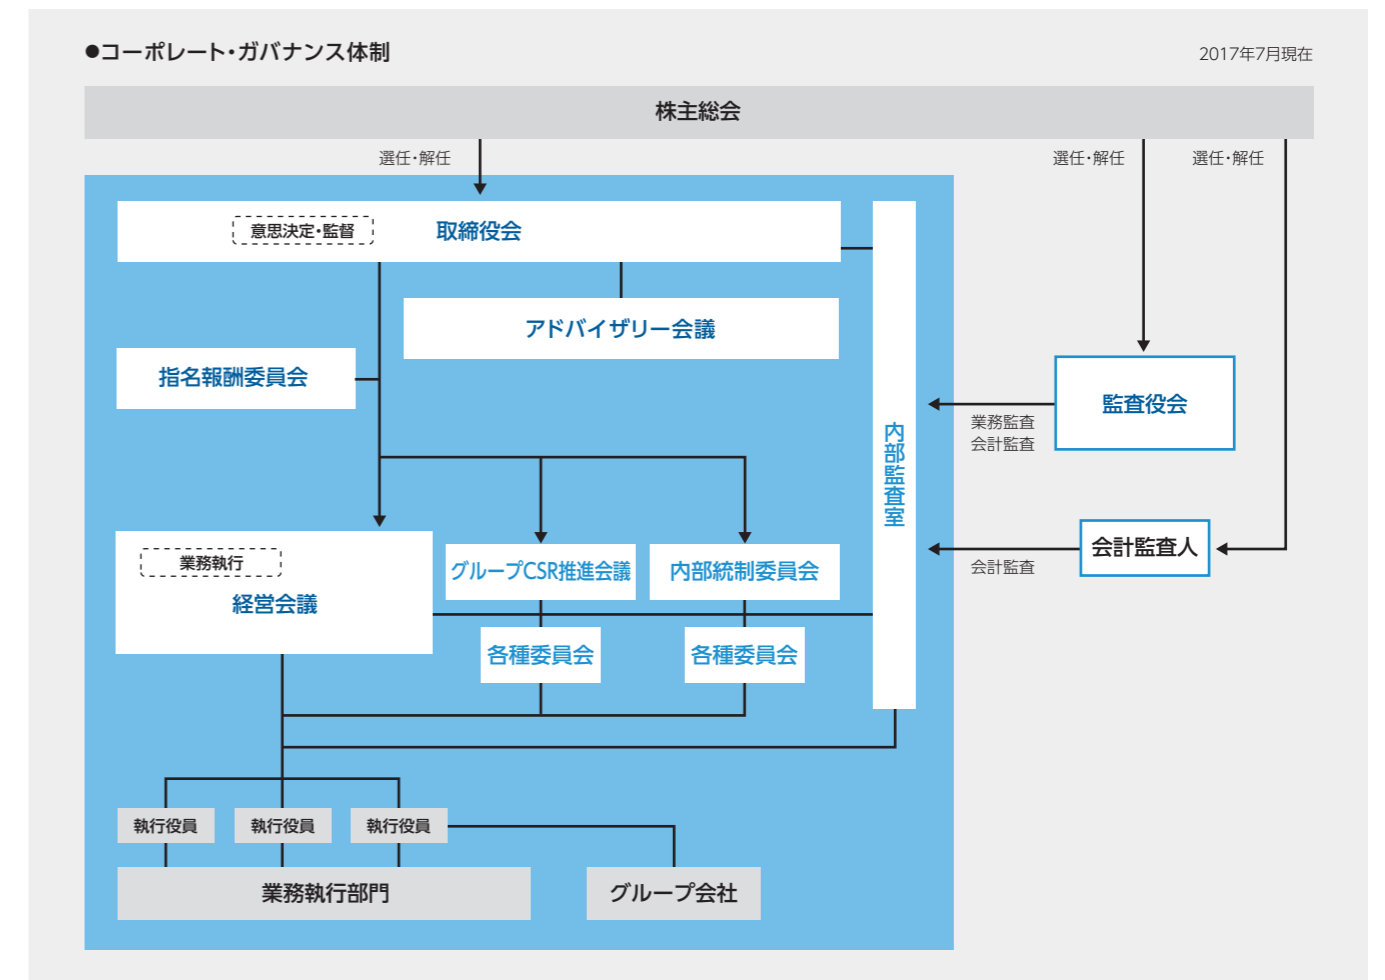 ●コーポレート・ガバナンス体制
2017年7月現在
株主総会
選任・解任
選任・解任
選任・解任
意思決定・監督
取締役会
アドバイザリー会議
指名報酬委員会
監査役会
業務監査
会計監査
内部監査室
会計監査人
会計監査
業務執行
経営会議
グループCSR推進会議
内部統制委員会
各種委員会
各種委員会
執行役員
執行役員
執行役員
業務執行部門
グループ会社